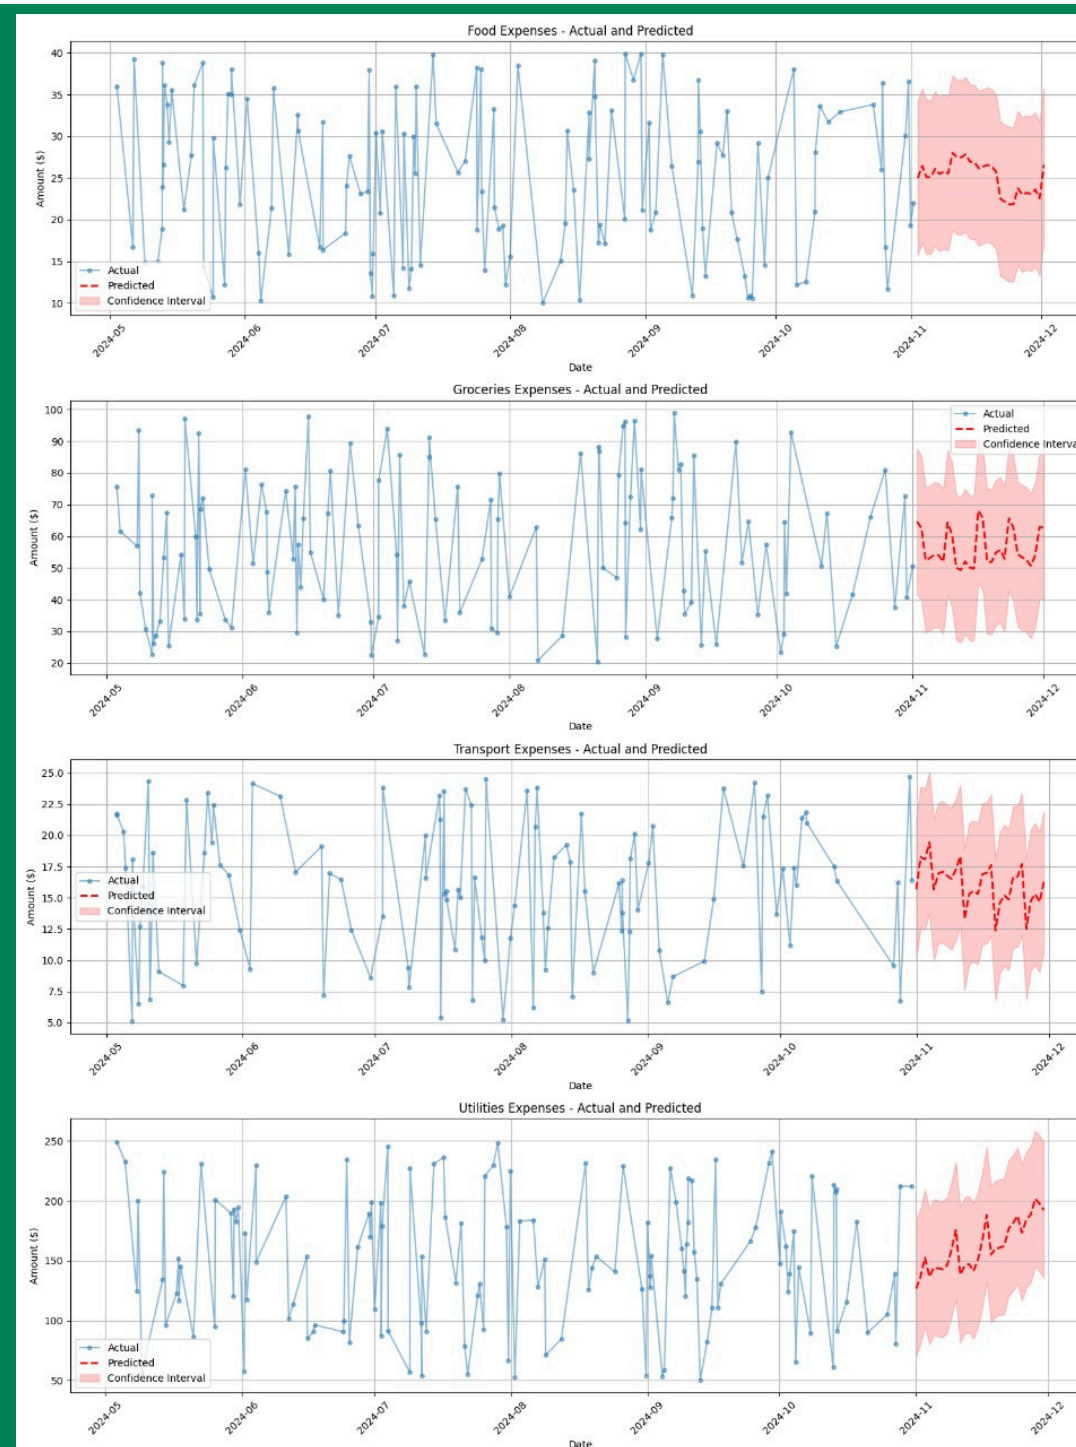 Food Expenses - Actual and Predicted
40
35
30
25
20
15
10
Amount ($)
Actual
Predicted
Confidence Interval
2024-05
2024-06
2024-07
2024-08
2024-09
2024-10
2024-11
2024-12
Date
Groceries Expenses - Actual and Predicted
100
90
80
70
60
50
40
30
20
Amount ($)
Actual
Predicted
Confidence Interva
2024-05
2024-06
2024-07
2024-08
2024-09
2024-10
2024-11
2024-12
Date
Transport Expenses - Actual and Predicted
25.0
22.5
20.0
17.5
15.0
12.5
10.0
7.5
5.0
Amount ($)
Actual
Predicted
Confidence Interval
2024-05
2024-06
2024-07
2024-08
2024-09
2024-10
2024-11
2024-12
Date
Utilities Expenses - Actual and Predicted
250
200
150
100
50
Amount ($)
Actual
Predicted
Confidence Interval
2024-05
2024-06
2024-07
2024-08
2024-09
2024-10
2024-11
2024-12
Date